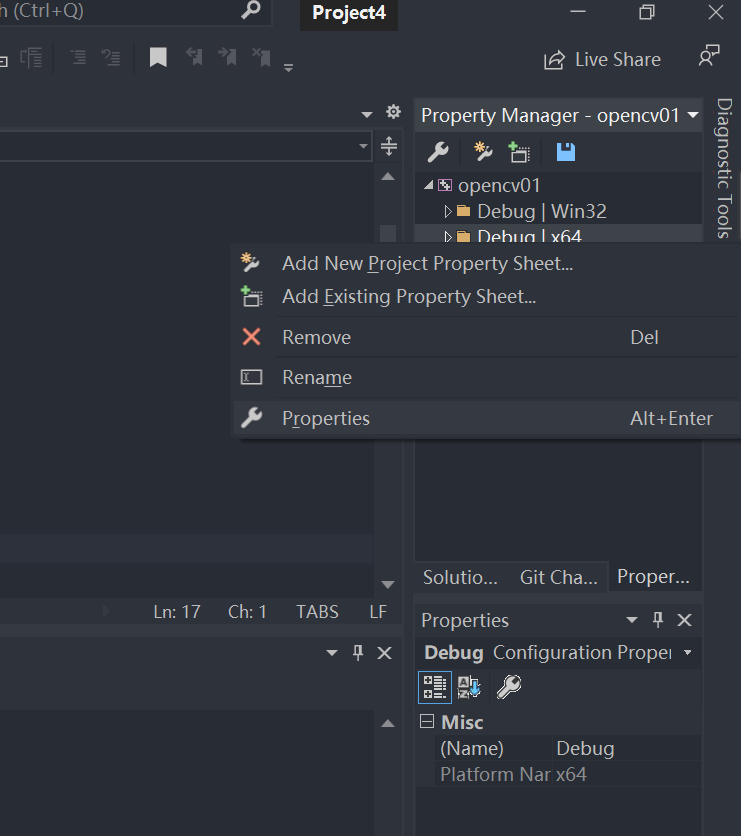 h (Ctrl+Q)
Project4
Live Share
Property Manager - opencv01
Diagnostic Tools
opencv01
Debug | Win32
Debug | x64
Add New Project Property Sheet...
Add Existing Property Sheet...
Remove Del
Rename
Properties Alt+Enter
Solutio... Git Cha... Proper...
Ln: 17 Ch: 1 TABS LF
Properties
Debug Configuration Proper
Misc
(Name) Debug
Platform Nar x64